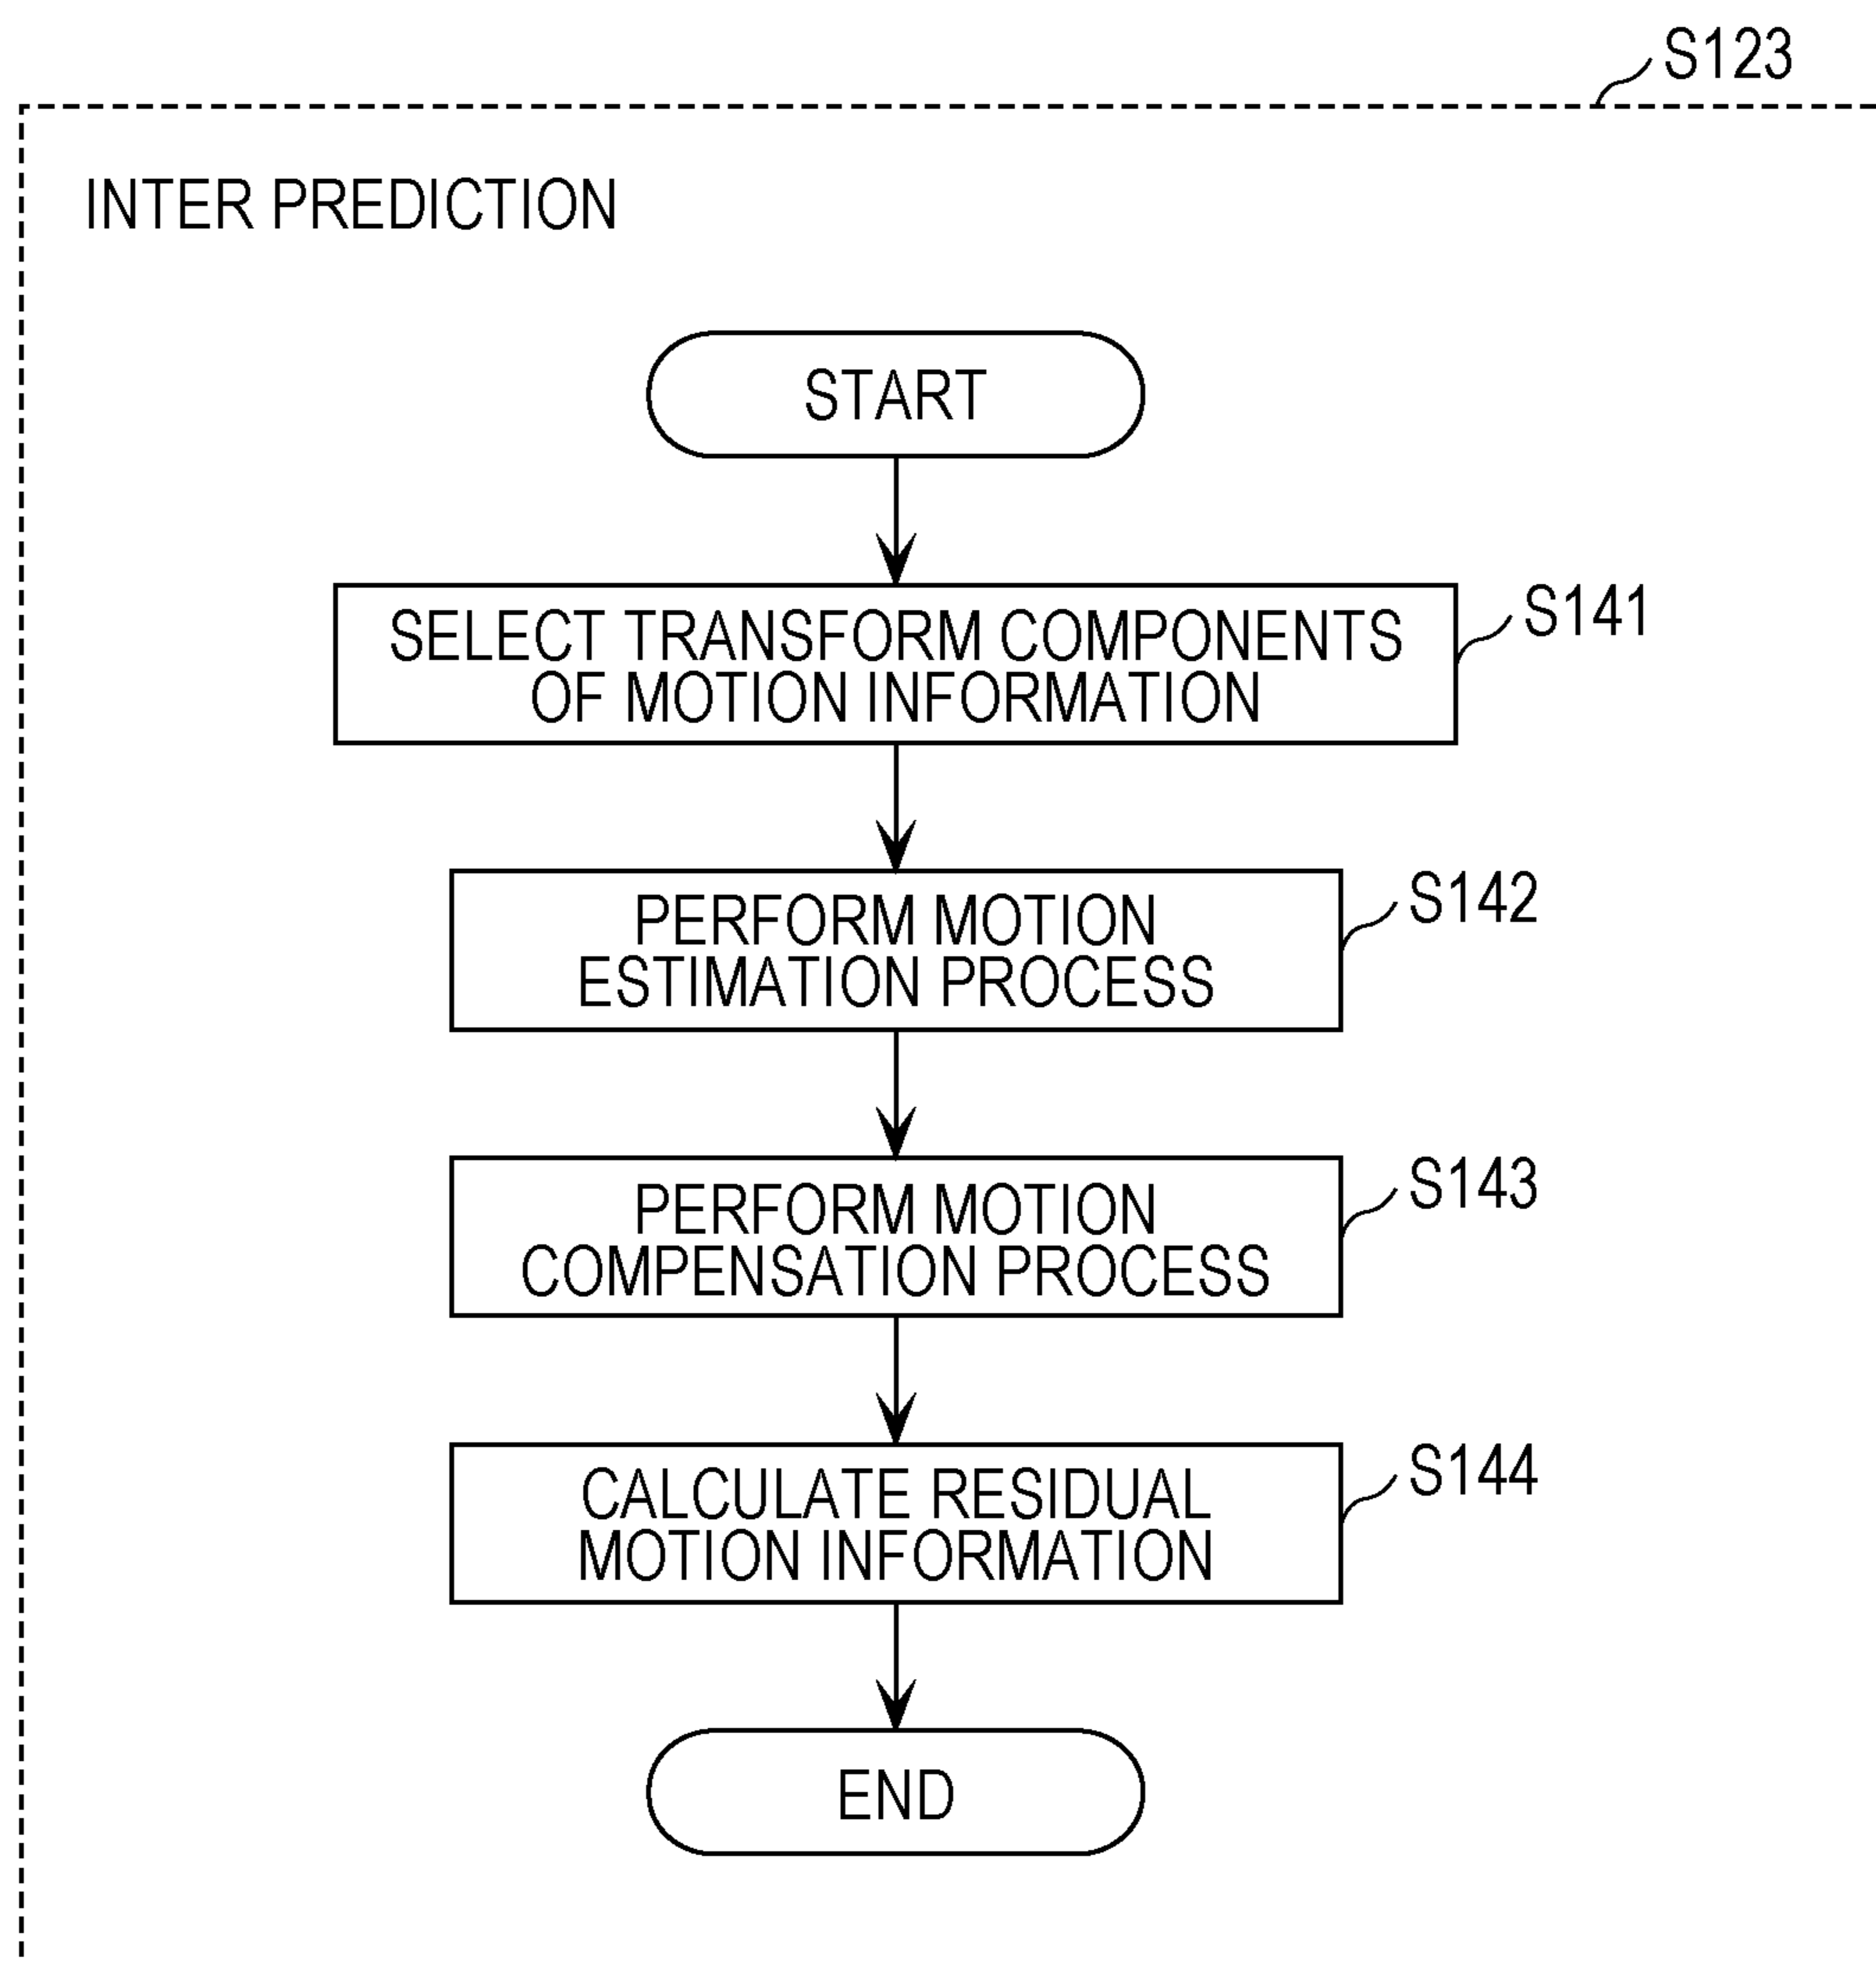 S123
INTER PREDICTION
START
SELECT TRANSFORM COMPONENTS
OF MOTION INFORMATION
S141
PERFORM MOTION
ESTIMATION PROCESS
S142
PERFORM MOTION
COMPENSATION PROCESS
S143
CALCULATE RESIDUAL
MOTION INFORMATION
S144
END